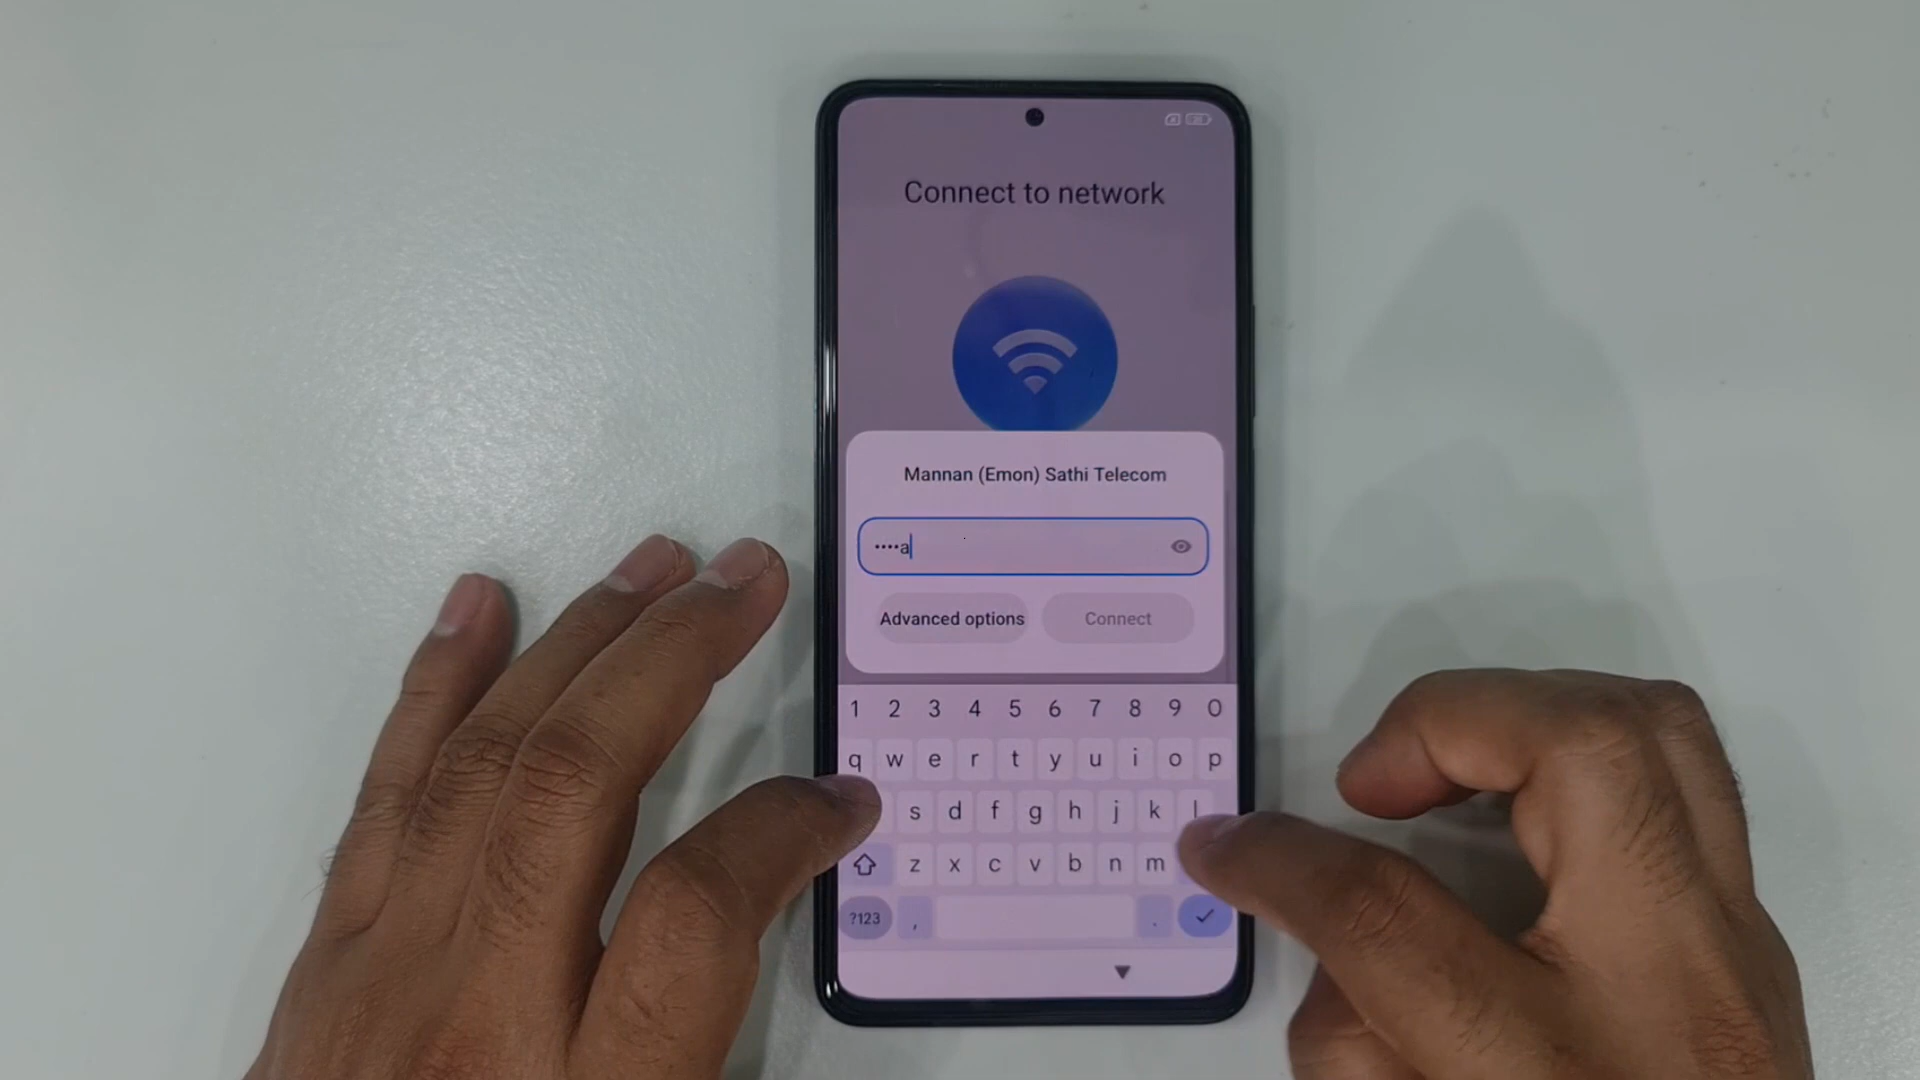 Connect to network
Mannan (Emon) Sathi Telecom
••••a
Advanced options Connect
1 2 3 4 5 6 7 8 9 0
q w e r t y u i o p
s d f g h j k l
z x c v b n m
?123 , .